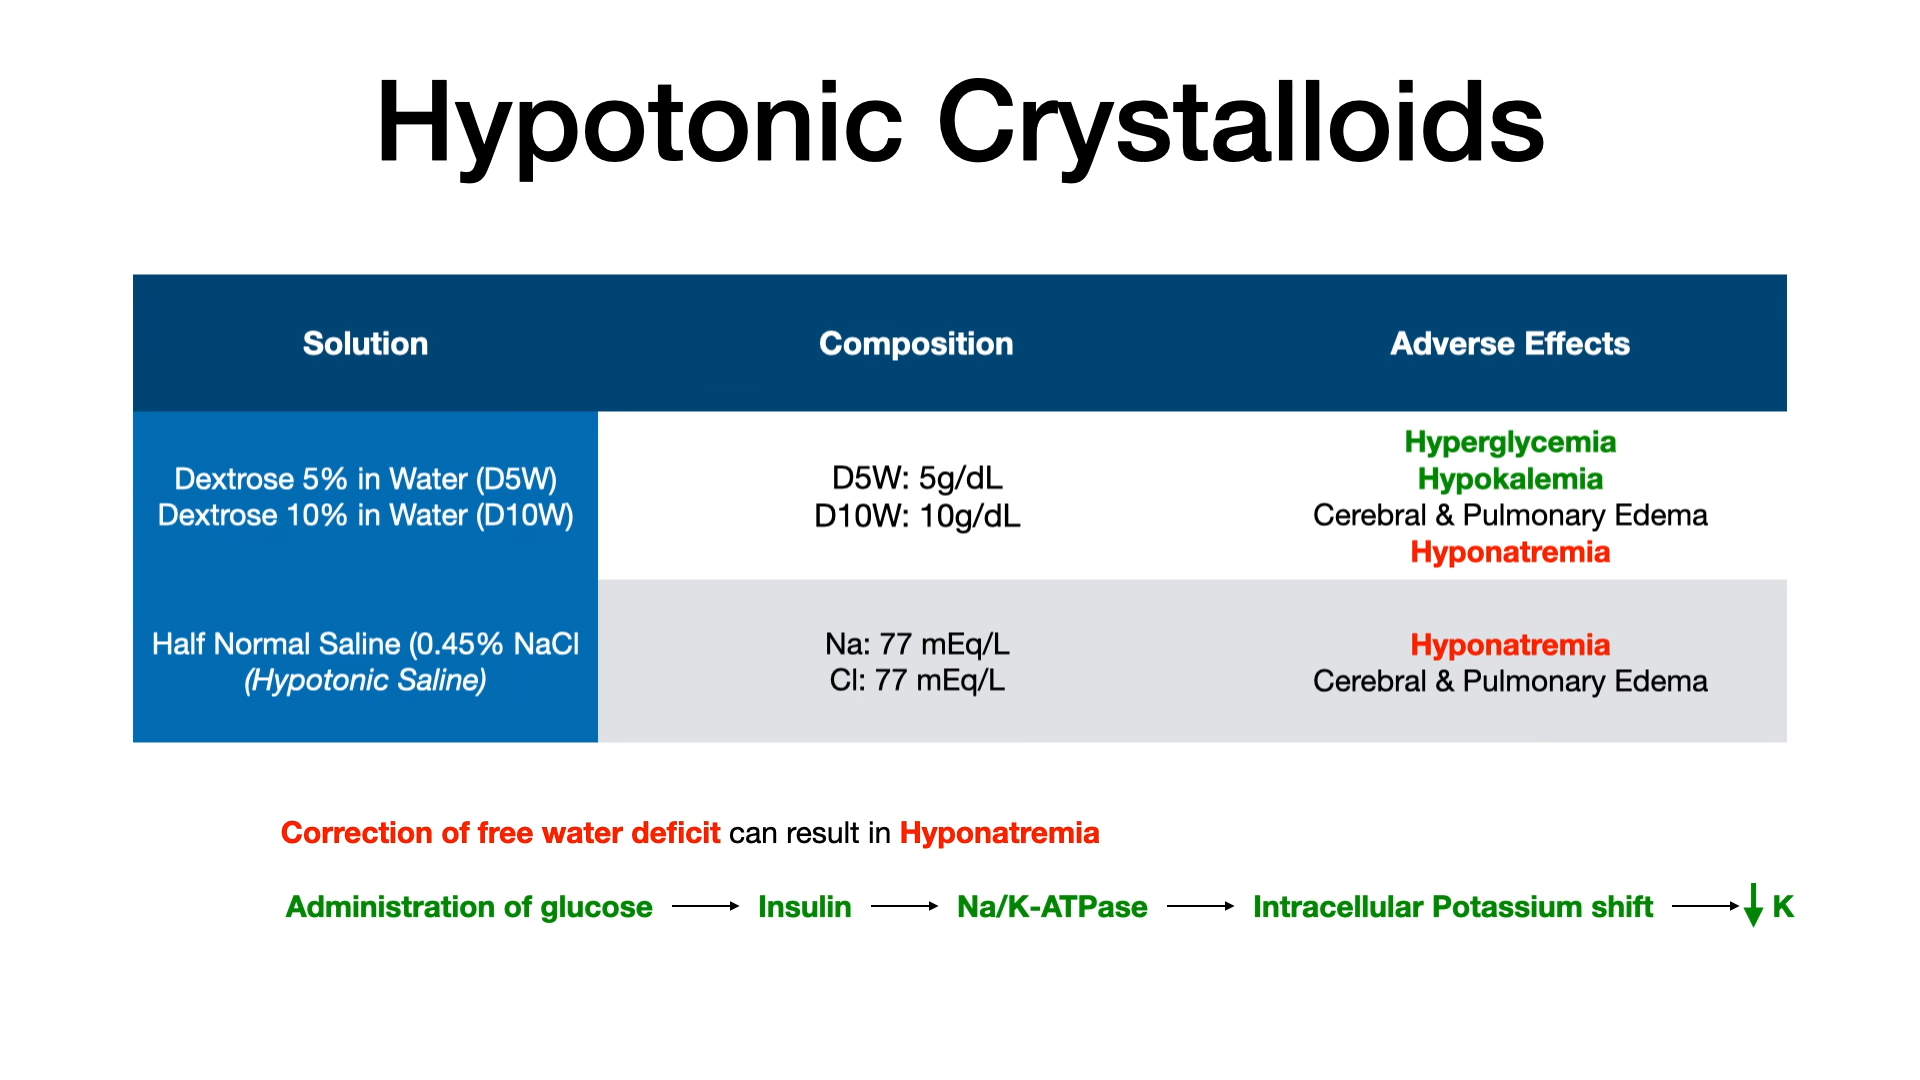 Hypotonic Crystalloids
Solution
Composition
Adverse Effects
Dextrose 5% in Water (D5W)
Dextrose 10% in Water (D10W)
D5W: 5g/dL
D10W: 10g/dL
Hyperglycemia
Hypokalemia
Cerebral & Pulmonary Edema
Hyponatremia
Half Normal Saline (0.45% NaCl
(Hypotonic Saline)
Na: 77 mEq/L
Cl: 77 mEq/L
Hyponatremia
Cerebral & Pulmonary Edema
Correction of free water deficit can result in Hyponatremia
Administration of glucose → Insulin → Na/K-ATPase → Intracellular Potassium shift → ↓ K